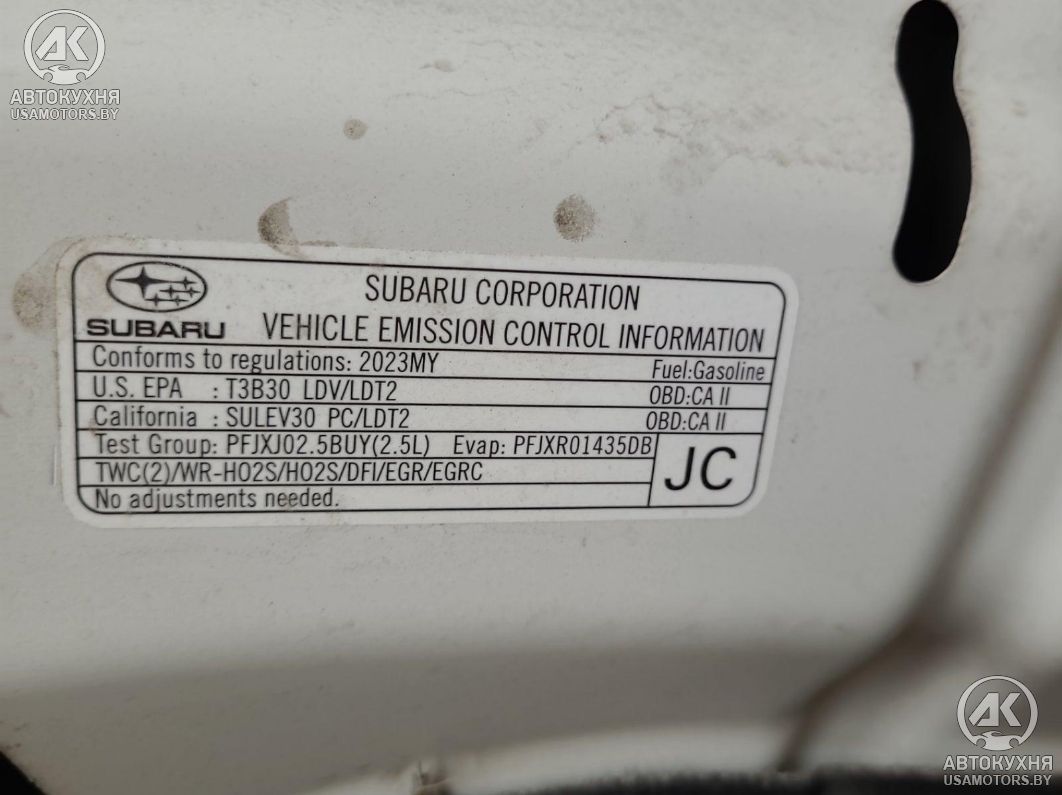 АК
АВТОКУХНЯ
USAMOTORS.BY
SUBARU
SUBARU CORPORATION
VEHICLE EMISSION CONTROL INFORMATION
Conforms to regulations: 2023MY Fuel:Gasoline
U.S. EPA : T3B30 LDV/LDT2 OBD:CA II
California : SULEV30 PC/LDT2 OBD:CA II
Test Group: PFJXJ02.5BUY(2.5L) Evap: PFJXR01435DB
TWC(2)/WR-HO2S/HO2S/DFI/EGR/EGRC
No adjustments needed.
JC
АК
АВТОКУХНЯ
USAMOTORS.BY